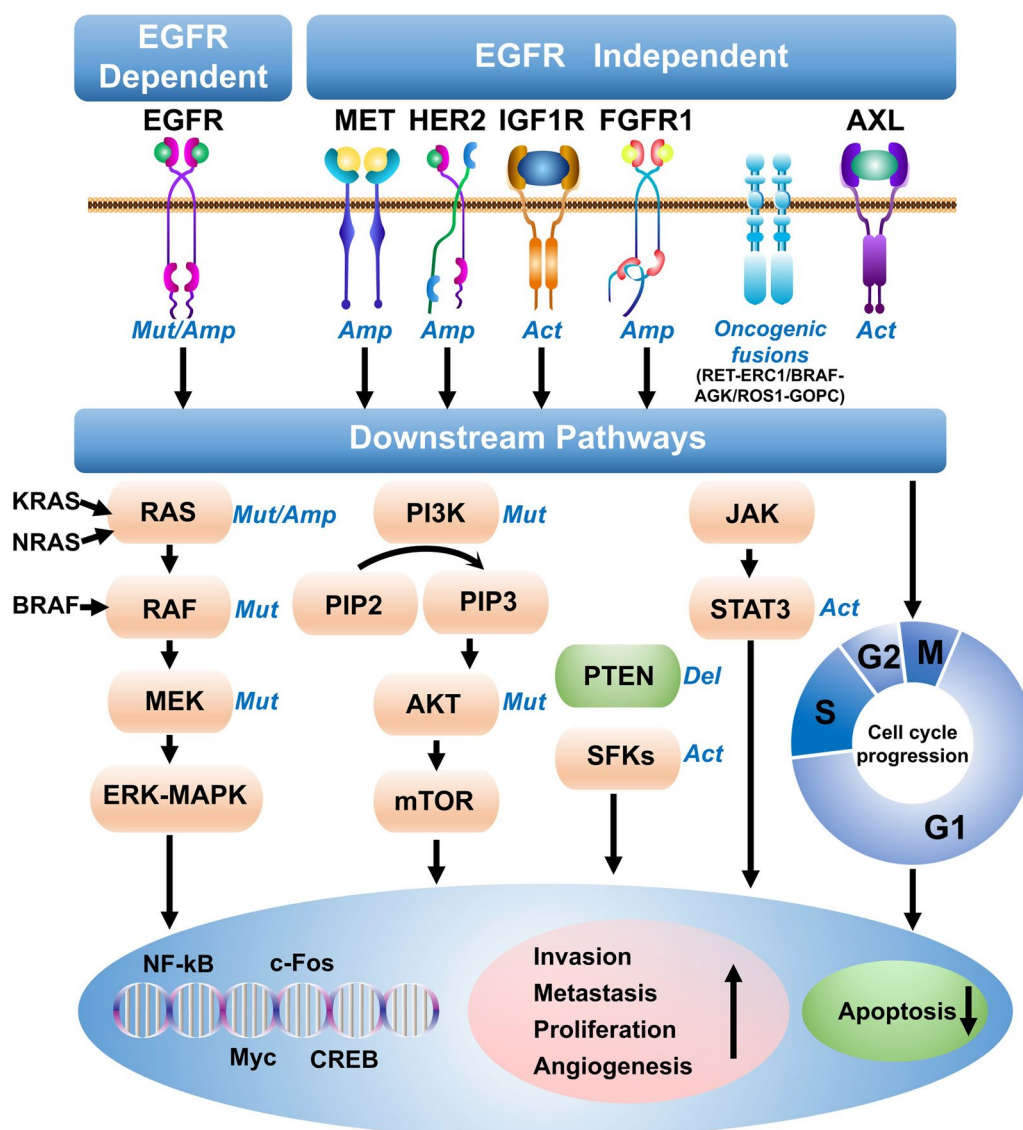 EGFR
Dependent
EGFR Independent
EGFR
MET
HER2
IGF1R
FGFR1
AXL
Mut/Amp
Amp
Amp
Act
Amp
Oncogenic
fusions
(RET-ERC1/BRAF-
AGK/ROS1-GOPC)
Act
Downstream Pathways
KRAS
NRAS
RAS
Mut/Amp
BRAF
RAF
Mut
MEK
Mut
ERK-MAPK
PI3K
Mut
PIP2
PIP3
AKT
Mut
mTOR
PTEN
Del
SFKs
Act
JAK
STAT3
Act
G2
M
S
G1
Cell cycle
progression
NF-kB
c-Fos
Myc
CREB
Invasion
Metastasis
Proliferation
Angiogenesis
Apoptosis